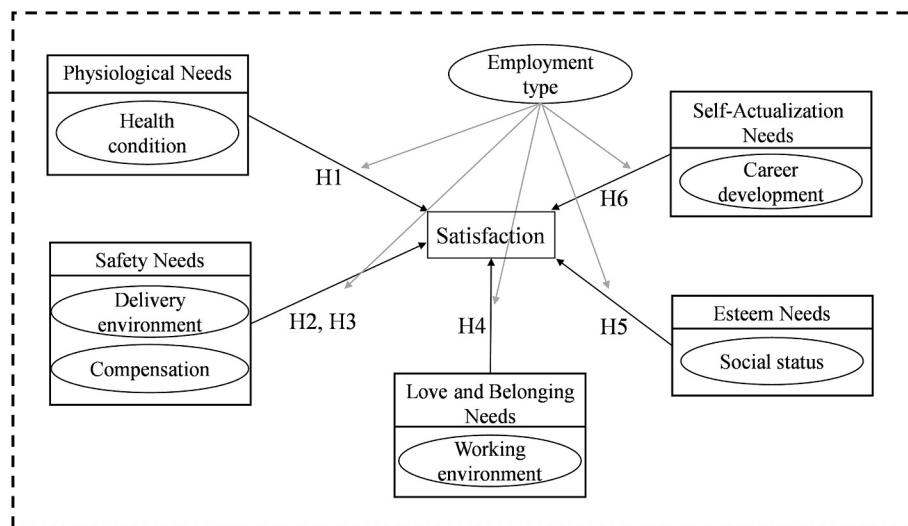 Physiological Needs
Health
condition
Employment
type
Self-Actualization
Needs
Career
development
H1
H6
Satisfaction
Safety Needs
Delivery
environment
Compensation
H2, H3
H4
H5
Esteem Needs
Social status
Love and Belonging
Needs
Working
environment